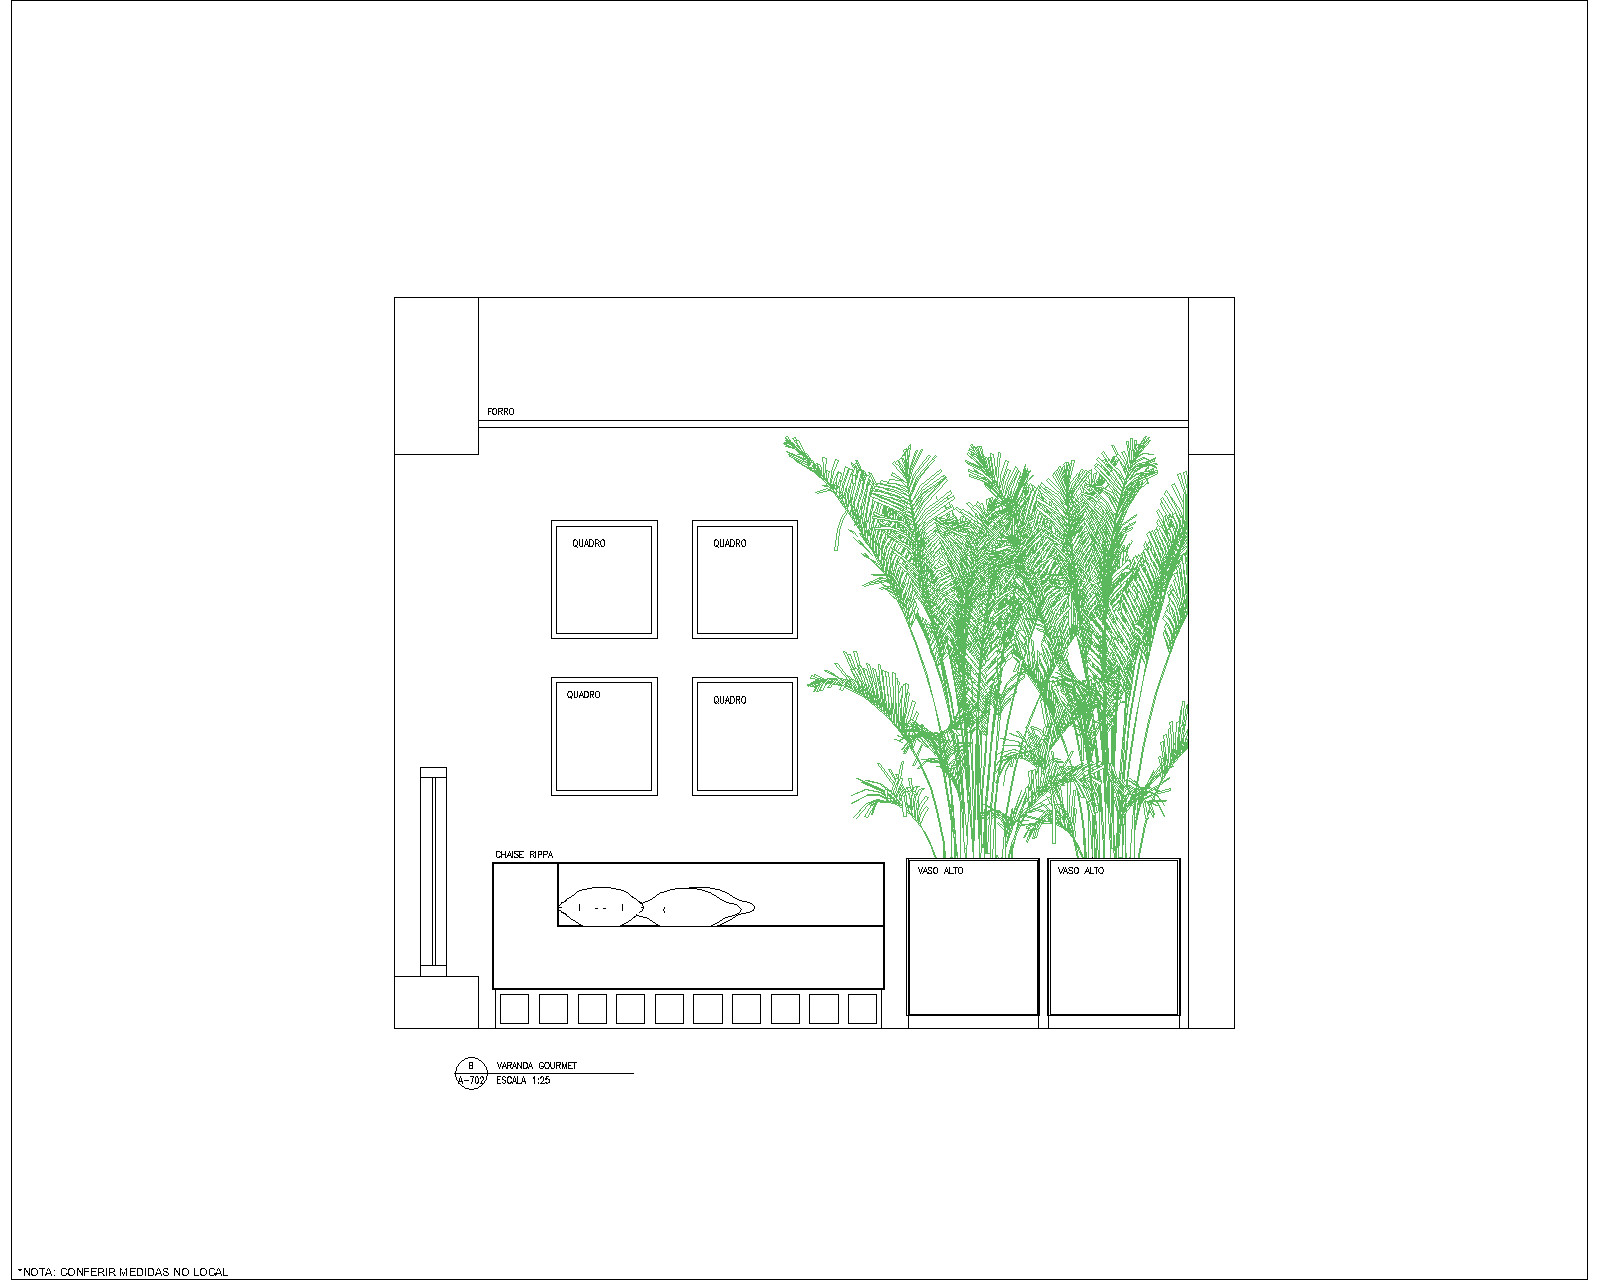 FORRO
QUADRO
QUADRO
QUADRO
QUADRO
CHAISE RIPPA
VASO ALTO
VASO ALTO
B
VARANDA GOURMET
A-702
ESCALA 1:25
*NOTA: CONFERIR MEDIDAS NO LOCAL